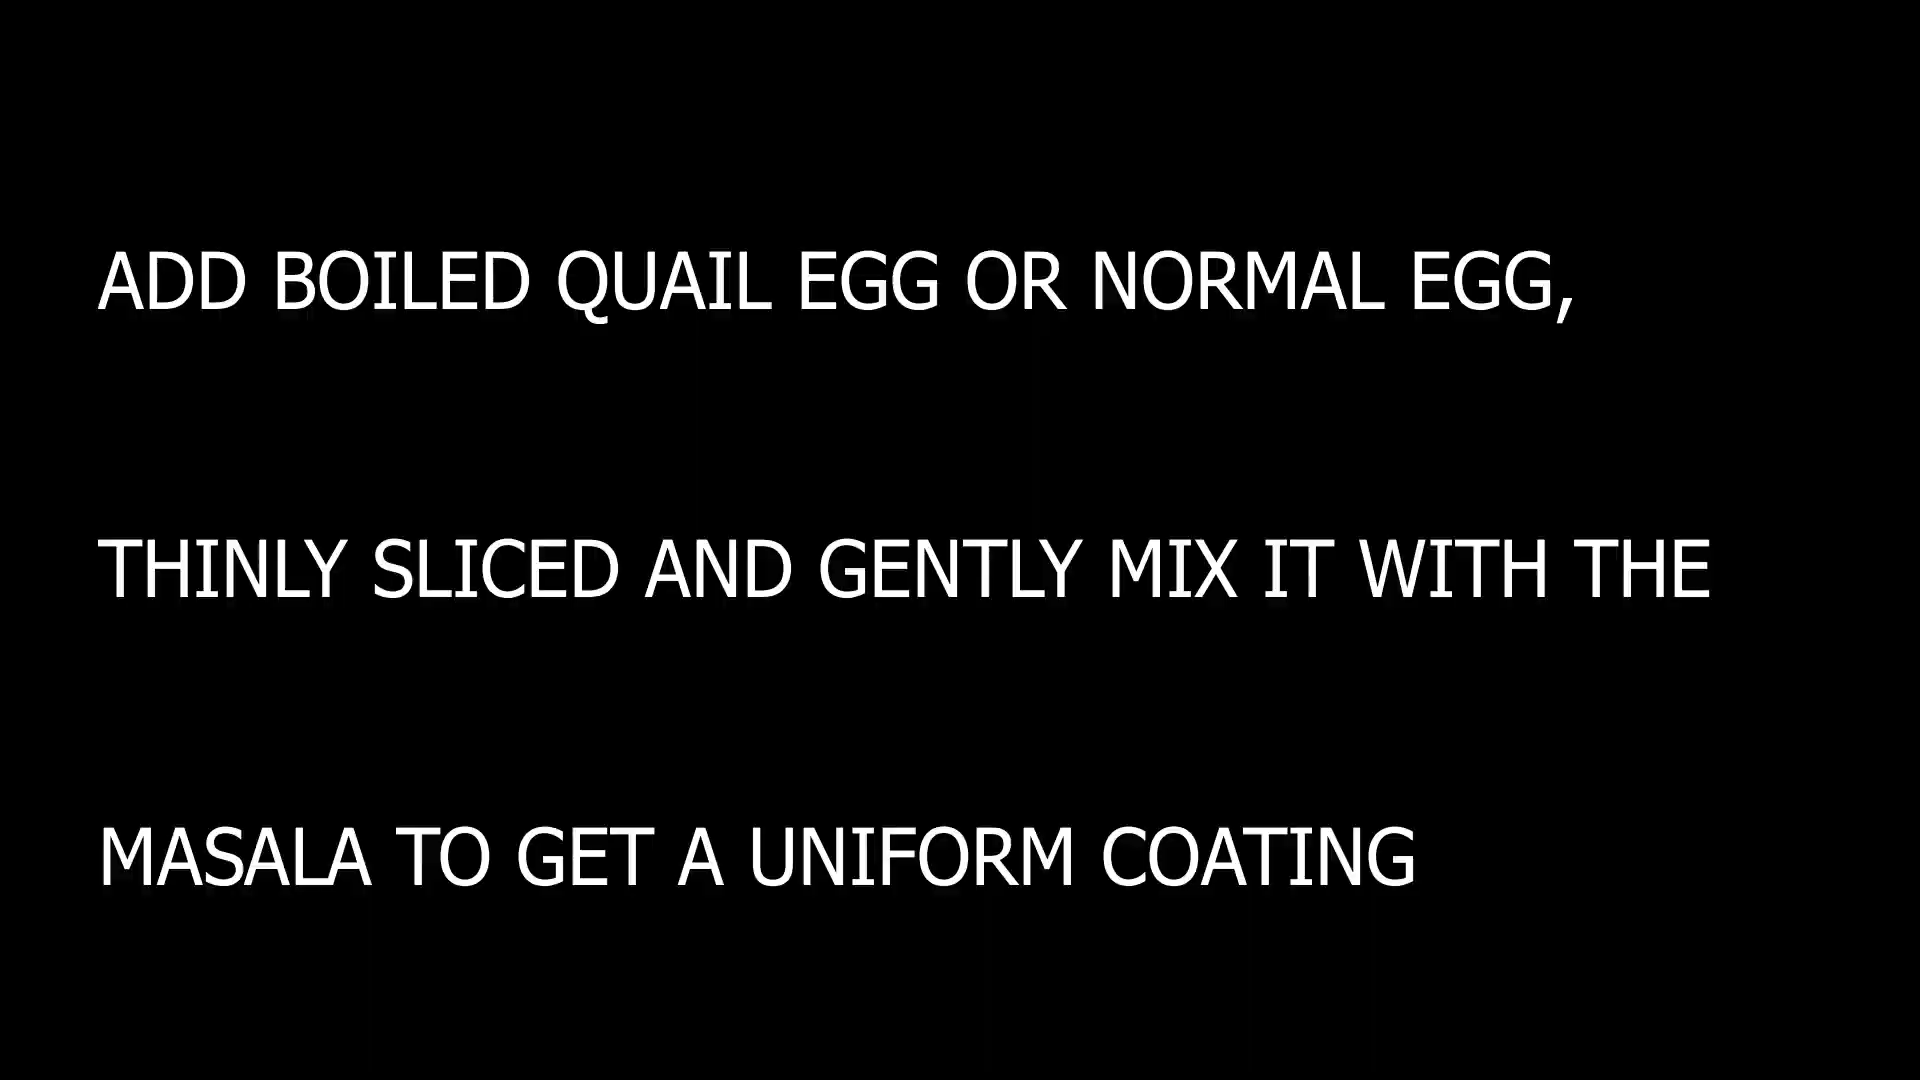 ADD BOILED QUAIL EGG OR NORMAL EGG,
THINLY SLICED AND GENTLY MIX IT WITH THE
MASALA TO GET A UNIFORM COATING